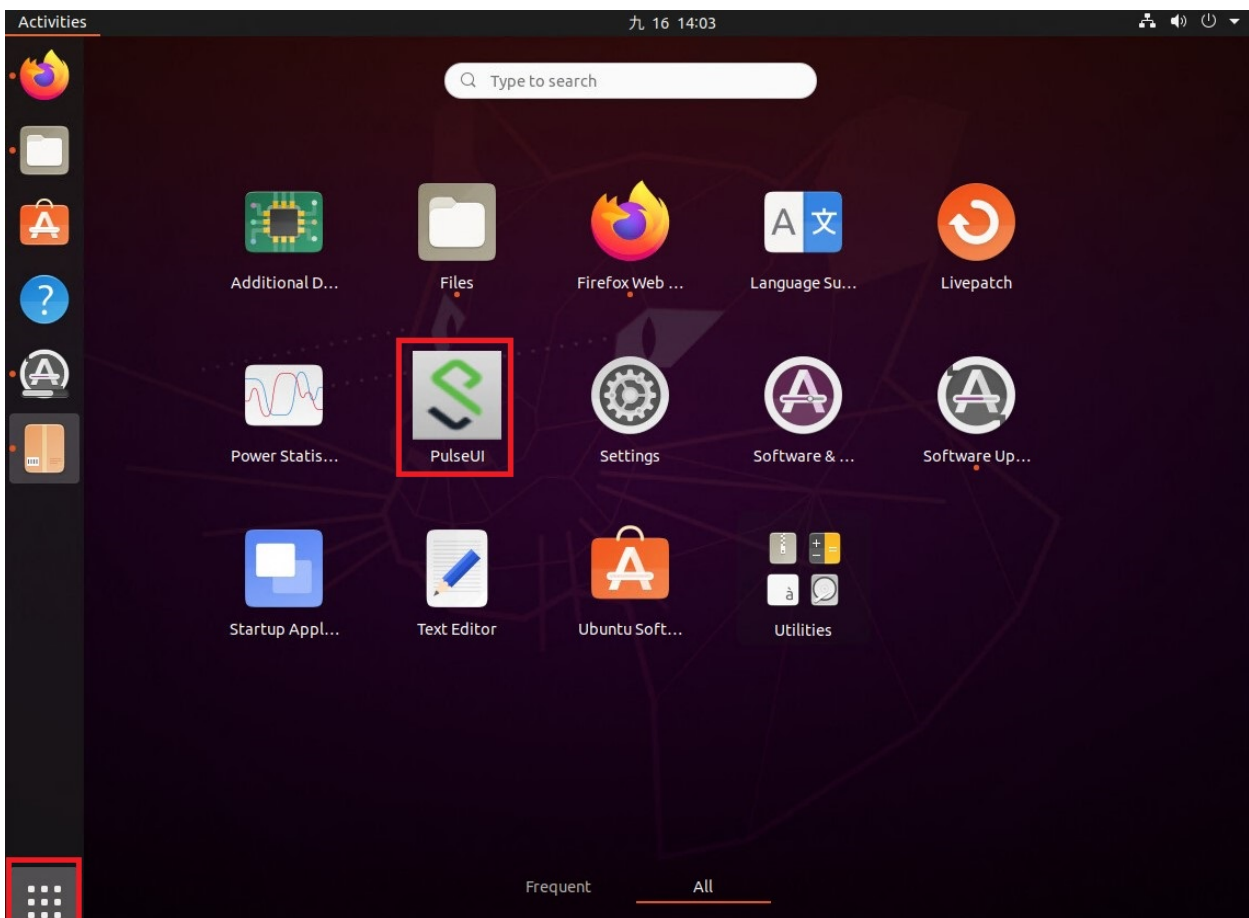 Activities
九 16 14:03
Type to search
Additional D...
Files
Firefox Web ...
Language Su...
Livepatch
Power Statis...
PulseUI
Settings
Software & ...
Software Up...
Startup Appl...
Text Editor
Ubuntu Soft...
Utilities
Frequent
All